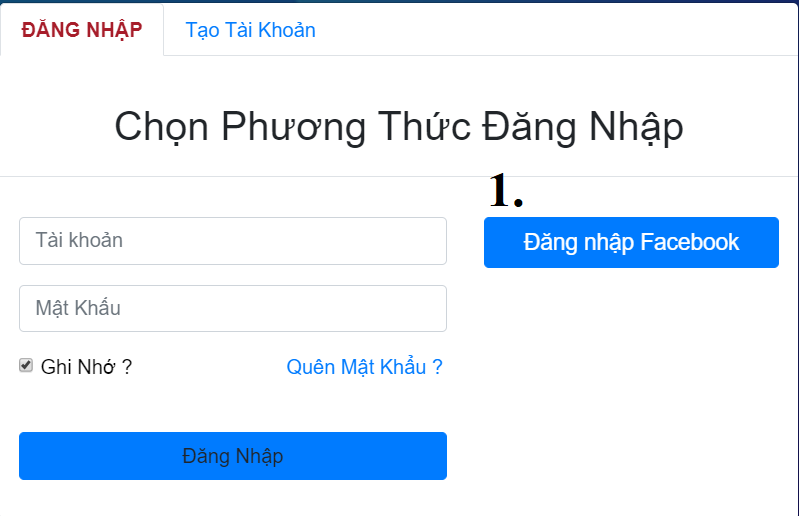 ĐĂNG NHẬP
Tạo Tài Khoản
Chọn Phương Thức Đăng Nhập
1.
Tài khoản
Đăng nhập Facebook
Mật Khấu
Ghi Nhớ ?
Quên Mật Khẩu ?
Đăng Nhập